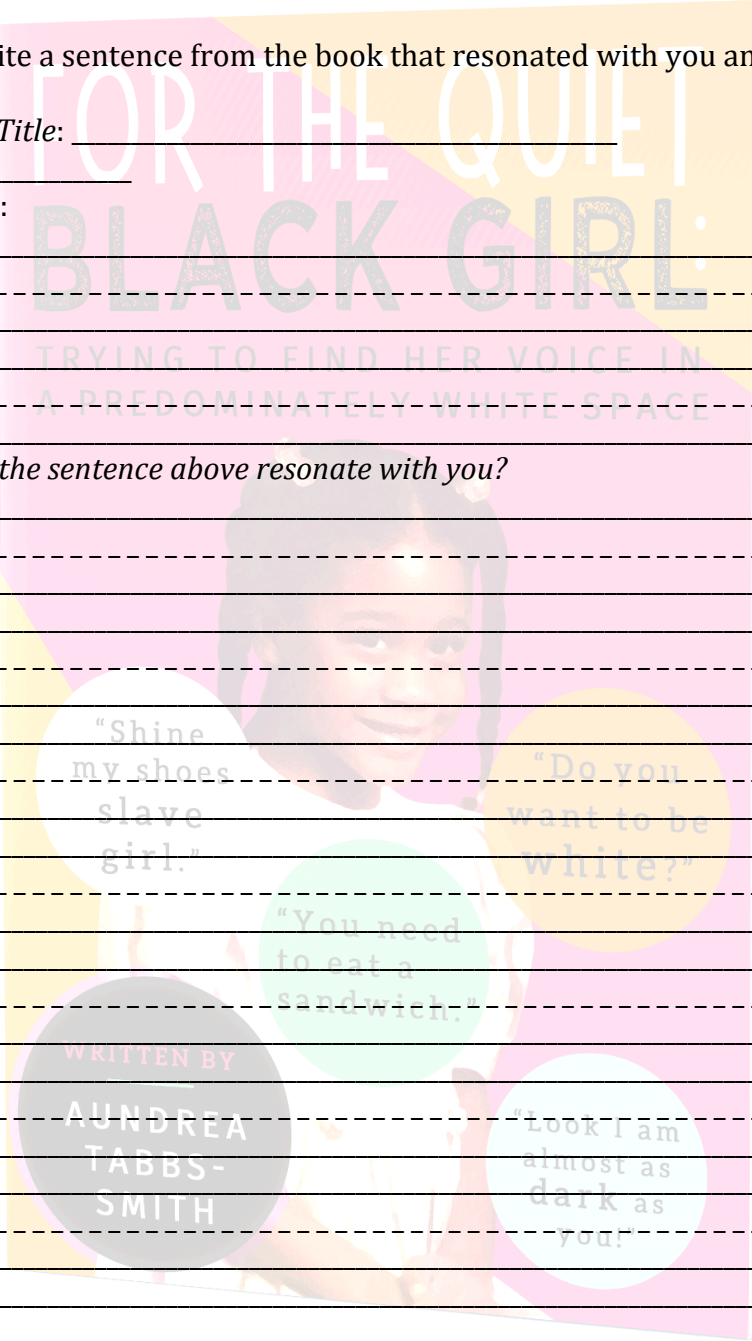 ite a sentence from the book that resonated with you an
FOR THE QUIET
Title: ___________________________________________
__________
:
BLACK GIRL:
TRYING TO FIND HER VOICE IN
A PREDOMINATELY WHITE SPACE
the sentence above resonate with you?
“Shine
my shoes
slave
girl.”
“Do you
want to be
white?”
“You need
to eat a
sandwich.”
WRITTEN BY
AUNDREA
TABBS-
SMITH
“Look I am
almost as
dark as
you!”